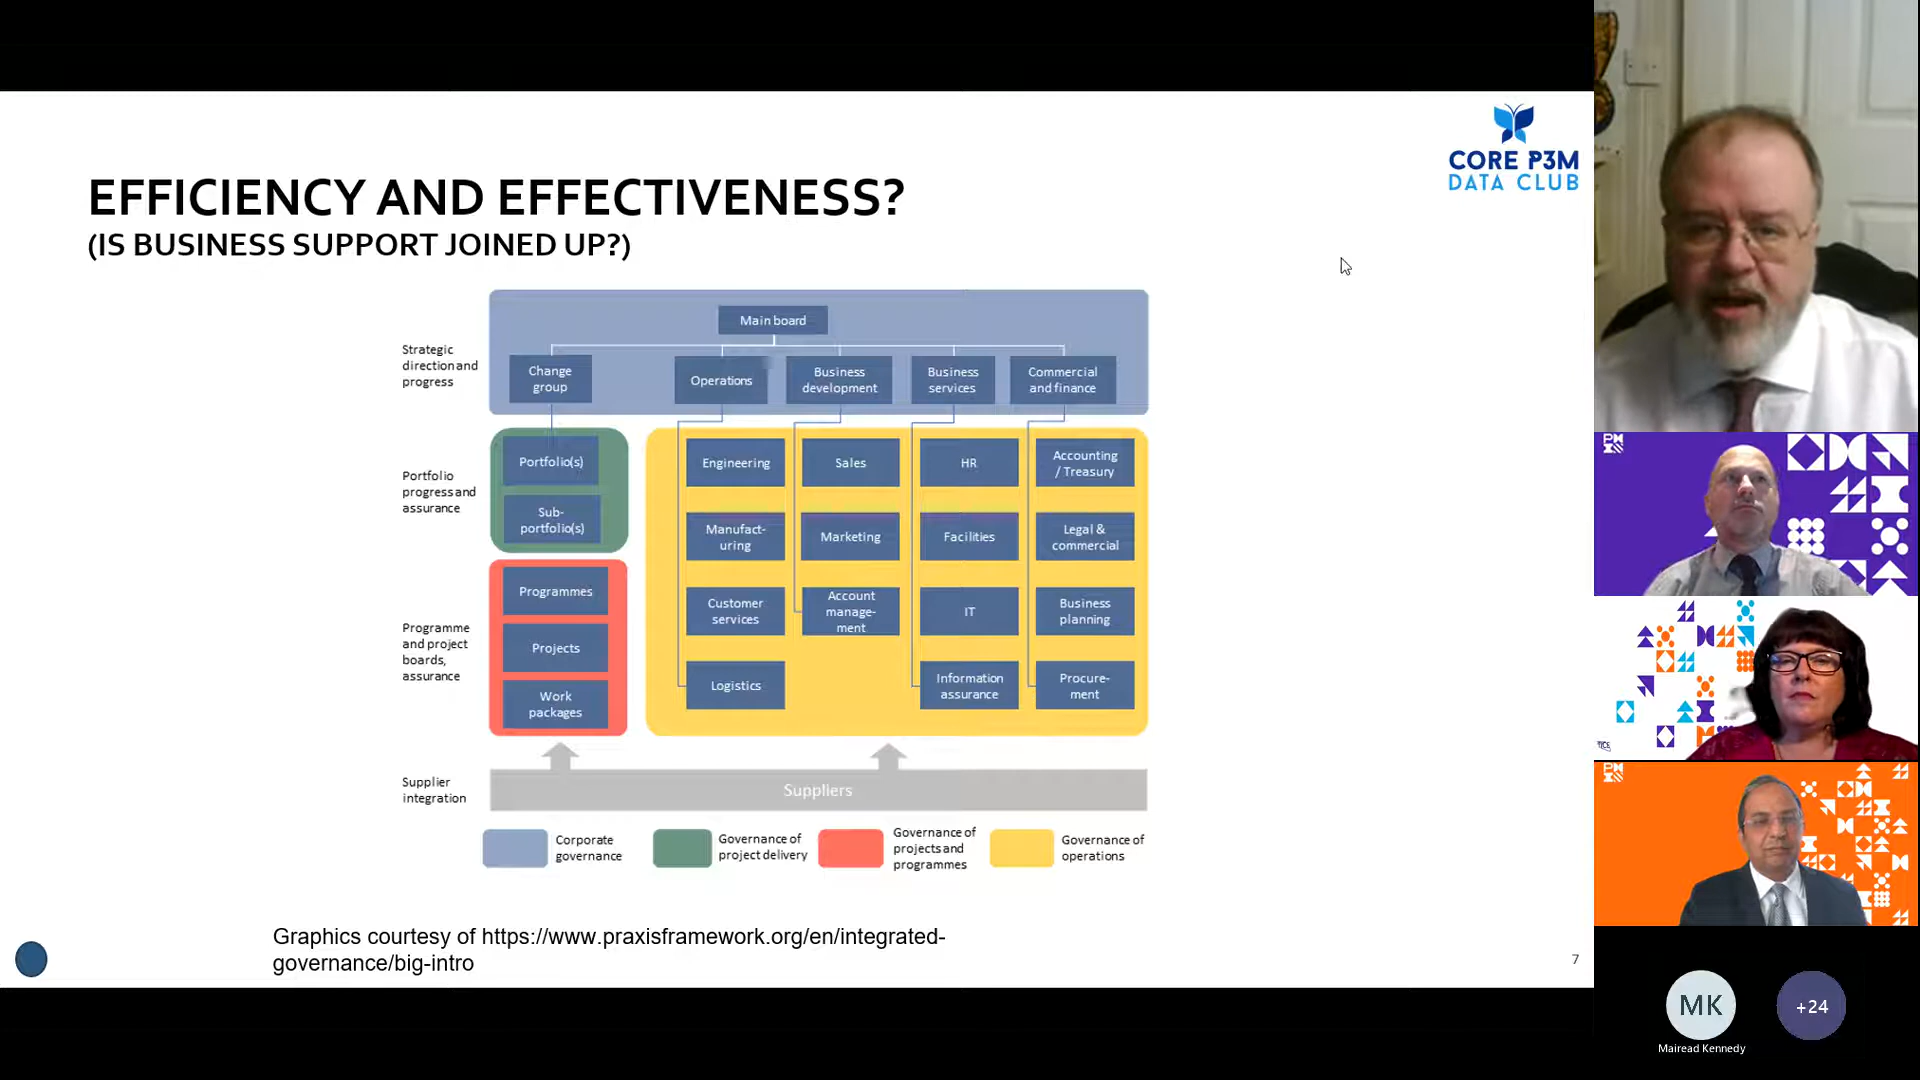 CORE P3M
DATA CLUB
EFFICIENCY AND EFFECTIVENESS?
(IS BUSINESS SUPPORT JOINED UP?)
Strategic
direction and
progress
Main board
Change
group
Operations
Business
development
Business
services
Commercial
and finance
Portfolio
progress and
assurance
Portfolio(s)
Sub-
portfolio(s)
Engineering
Sales
HR
Accounting
/ Treasury
Manufact-
uring
Marketing
Facilities
Legal &
commercial
Programme
and project
boards,
assurance
Programmes
Projects
Work
packages
Customer
services
Account
manage-
ment
IT
Business
planning
Logistics
Information
assurance
Procure-
ment
Supplier
integration
Suppliers
Corporate
governance
Governance of
project delivery
Governance of
projects and
programmes
Governance of
operations
Graphics courtesy of https://www.praxisframework.org/en/integrated-
governance/big-intro
7
MK
+24
Mairead Kennedy